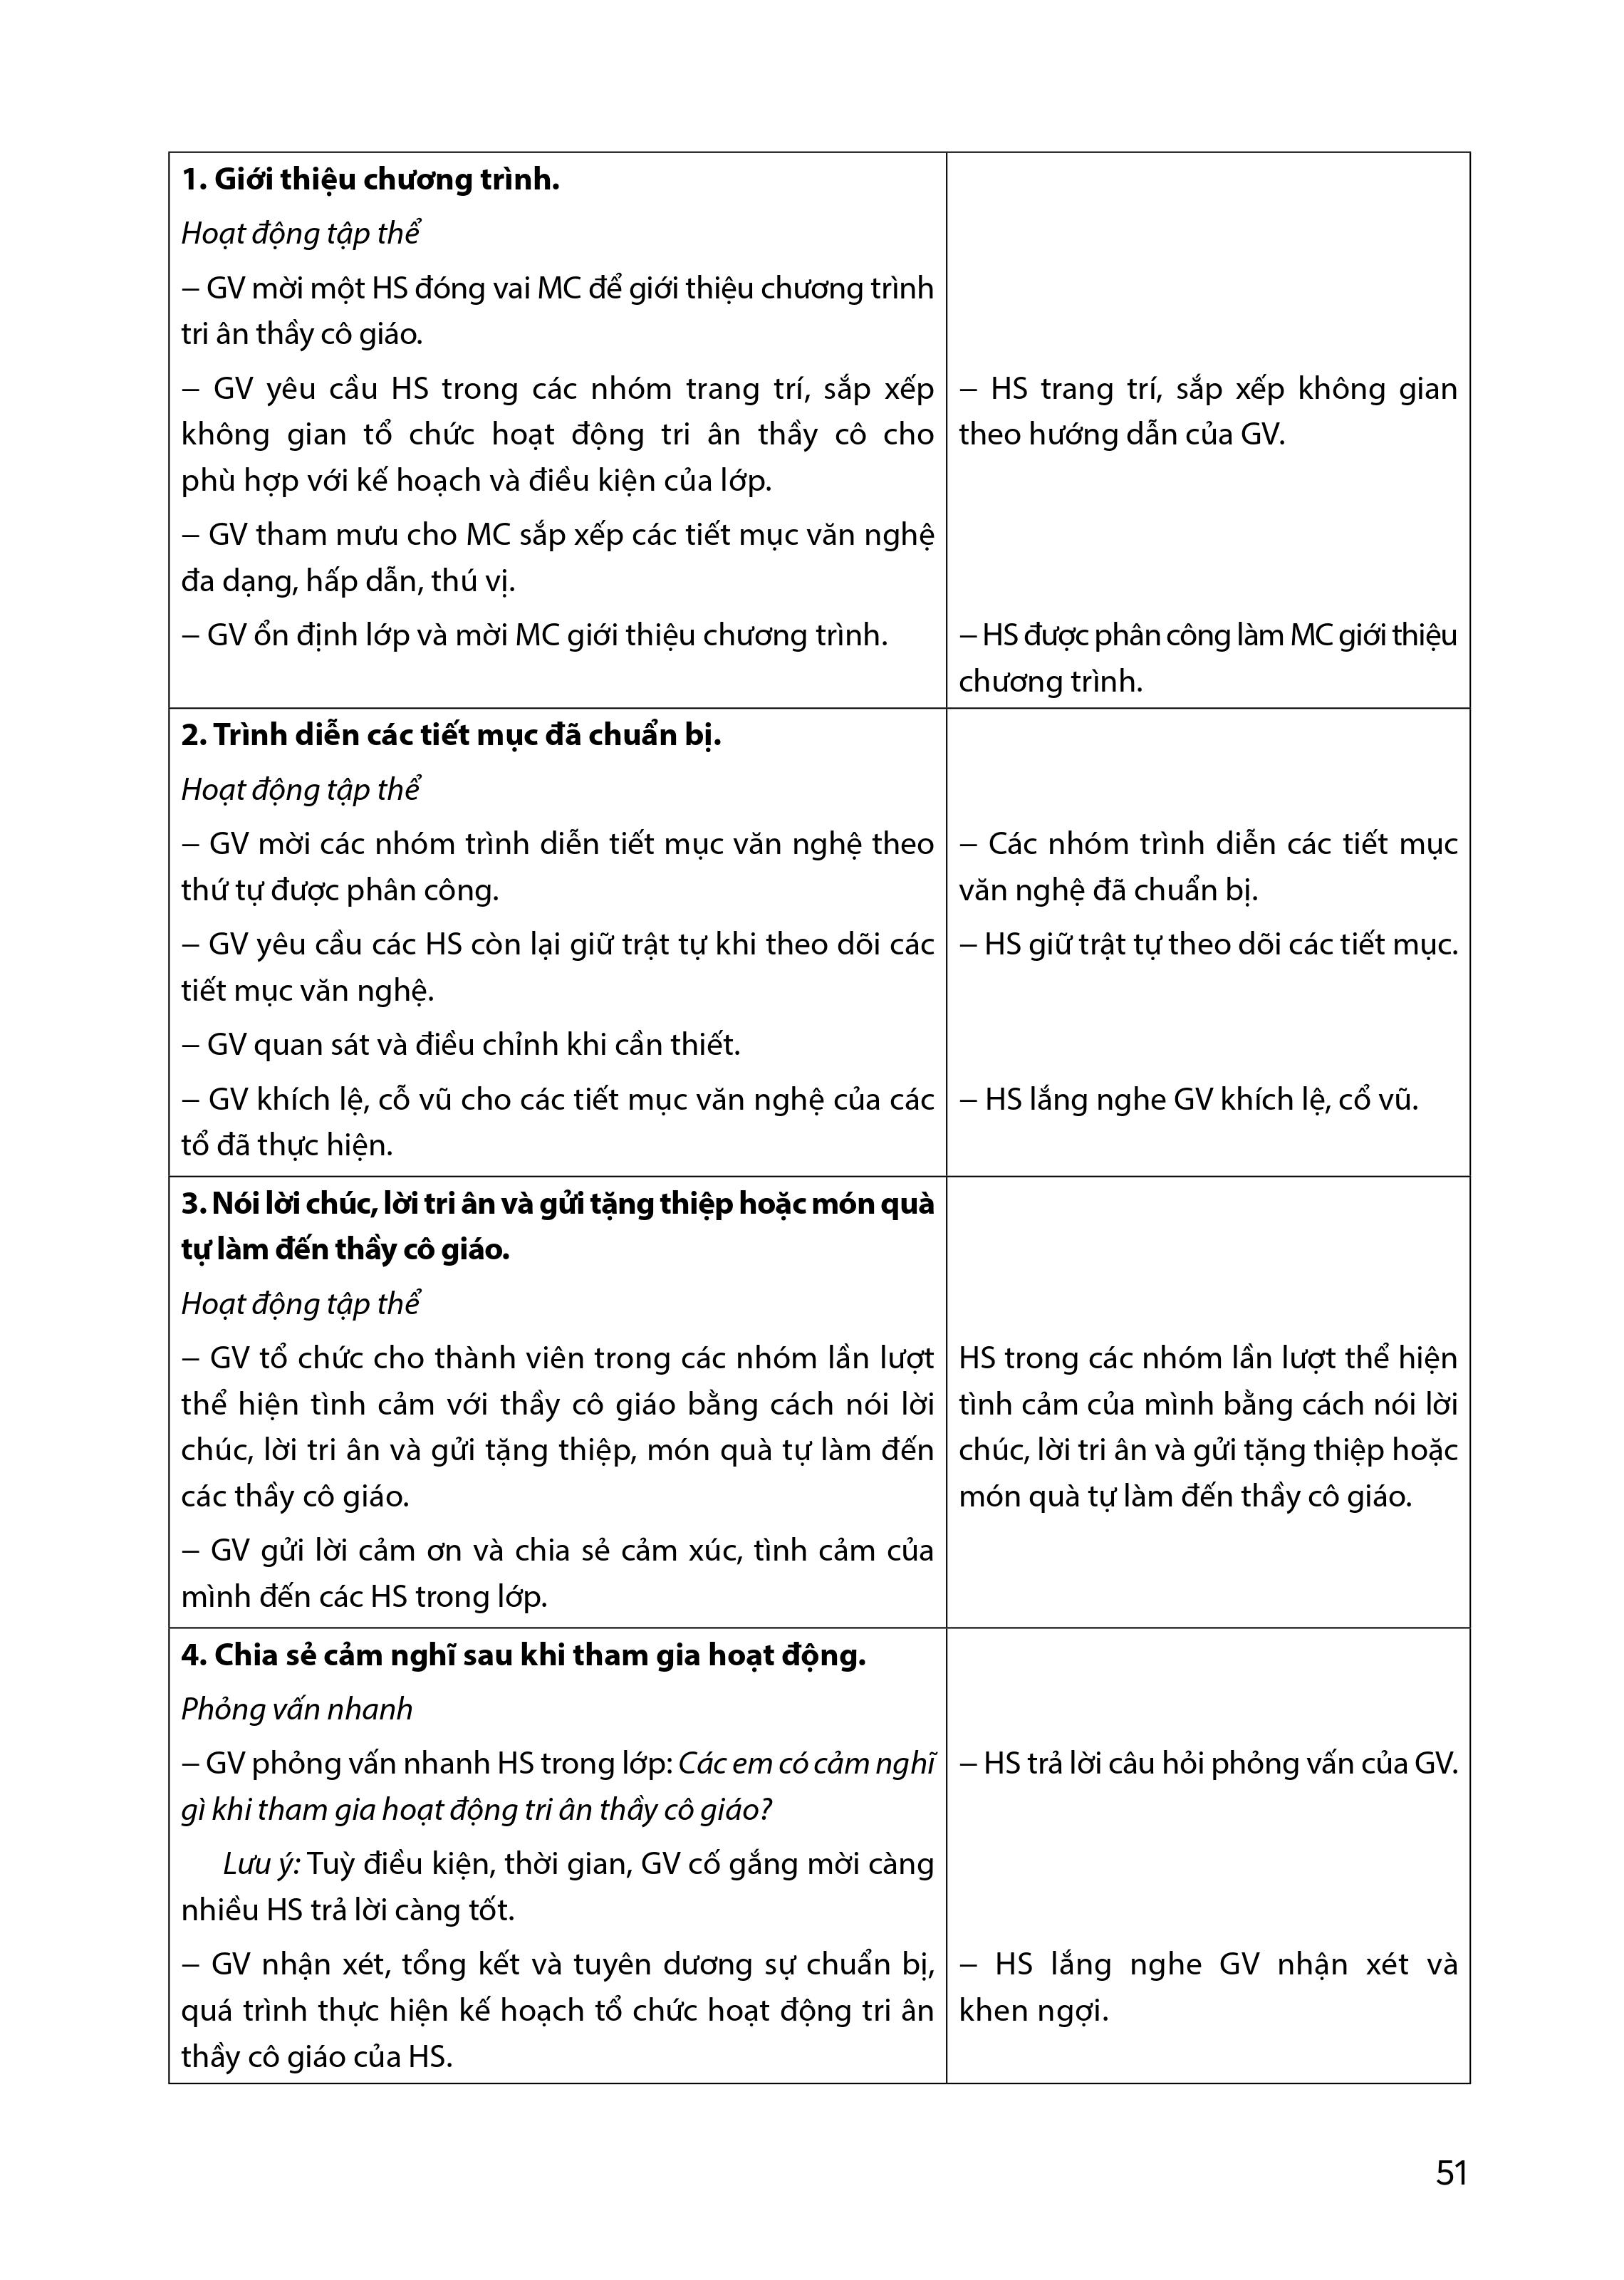 1. Giới thiệu chương trình.
Hoạt động tập thể
– GV mời một HS đóng vai MC để giới thiệu chương trình
tri ân thầy cô giáo.
– GV yêu cầu HS trong các nhóm trang trí, sắp xếp
không gian tổ chức hoạt động tri ân thầy cô cho
phù hợp với kế hoạch và điều kiện của lớp.
– GV tham mưu cho MC sắp xếp các tiết mục văn nghệ
đa dạng, hấp dẫn, thú vị.
– GV ổn định lớp và mời MC giới thiệu chương trình.
– HS trang trí, sắp xếp không gian
theo hướng dẫn của GV.
– HS được phân công làm MC giới thiệu
chương trình.
2. Trình diễn các tiết mục đã chuẩn bị.
Hoạt động tập thể
– GV mời các nhóm trình diễn tiết mục văn nghệ theo
thứ tự được phân công.
– GV yêu cầu các HS còn lại giữ trật tự khi theo dõi các
tiết mục văn nghệ.
– GV quan sát và điều chỉnh khi cần thiết.
– GV khích lệ, cỗ vũ cho các tiết mục văn nghệ của các
tổ đã thực hiện.
– Các nhóm trình diễn các tiết mục
văn nghệ đã chuẩn bị.
– HS giữ trật tự theo dõi các tiết mục.
– HS lắng nghe GV khích lệ, cổ vũ.
3. Nói lời chúc, lời tri ân và gửi tặng thiệp hoặc món quà
tự làm đến thầy cô giáo.
Hoạt động tập thể
– GV tổ chức cho thành viên trong các nhóm lần lượt
thể hiện tình cảm với thầy cô giáo bằng cách nói lời
chúc, lời tri ân và gửi tặng thiệp, món quà tự làm đến
các thầy cô giáo.
– GV gửi lời cảm ơn và chia sẻ cảm xúc, tình cảm của
mình đến các HS trong lớp.
HS trong các nhóm lần lượt thể hiện
tình cảm của mình bằng cách nói lời
chúc, lời tri ân và gửi tặng thiệp hoặc
món quà tự làm đến thầy cô giáo.
4. Chia sẻ cảm nghĩ sau khi tham gia hoạt động.
Phỏng vấn nhanh
– GV phỏng vấn nhanh HS trong lớp: Các em có cảm nghĩ
gì khi tham gia hoạt động tri ân thầy cô giáo?
Lưu ý: Tuỳ điều kiện, thời gian, GV cố gắng mời càng
nhiều HS trả lời càng tốt.
– GV nhận xét, tổng kết và tuyên dương sự chuẩn bị,
quá trình thực hiện kế hoạch tổ chức hoạt động tri ân
thầy cô giáo của HS.
– HS trả lời câu hỏi phỏng vấn của GV.
– HS lắng nghe GV nhận xét và
khen ngợi.
51